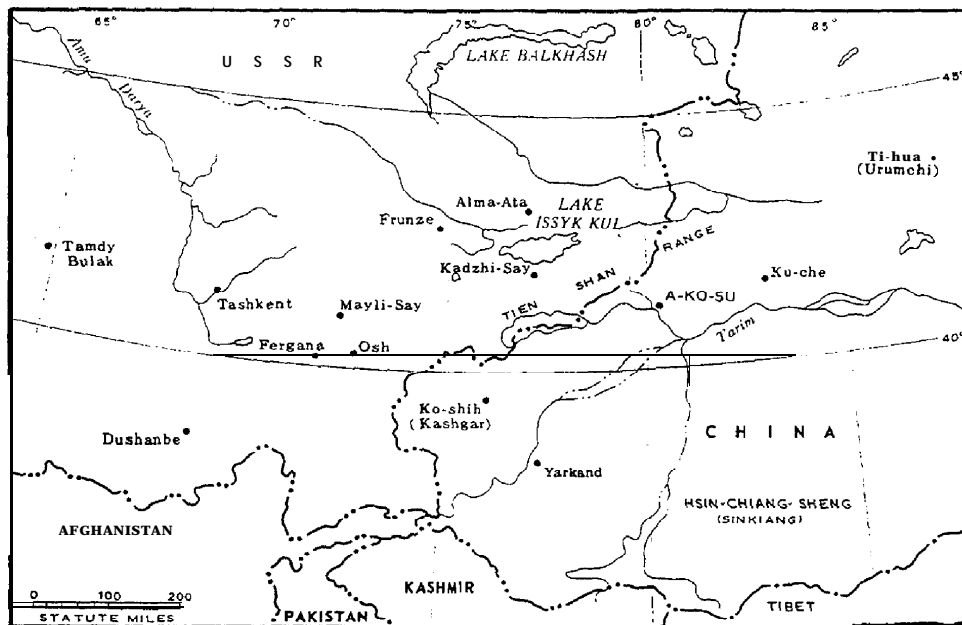 65°
70°
75°
80°
85°
Amu
Darya
U S S R
LAKE BALKHASH
45°
Ti-hua
(Urumchi)
Alma-Ata
LAKE
ISSYK KUL
Frunze
Tamdy
Bulak
Kadzhi-Say
TIEN SHAN RANGE
Ku-che
Tashkent
Mayli-Say
A-KO-SU
Tarim
Fergana
Osh
40°
Ko-shih
(Kashgar)
Dushanbe
C H I N A
Yarkand
HSIN-CHIANG-SHENG
(SINKIANG)
AFGHANISTAN
KASHMIR
PAKISTAN
TIBET
80°
0 100 200
STATUTE MILES